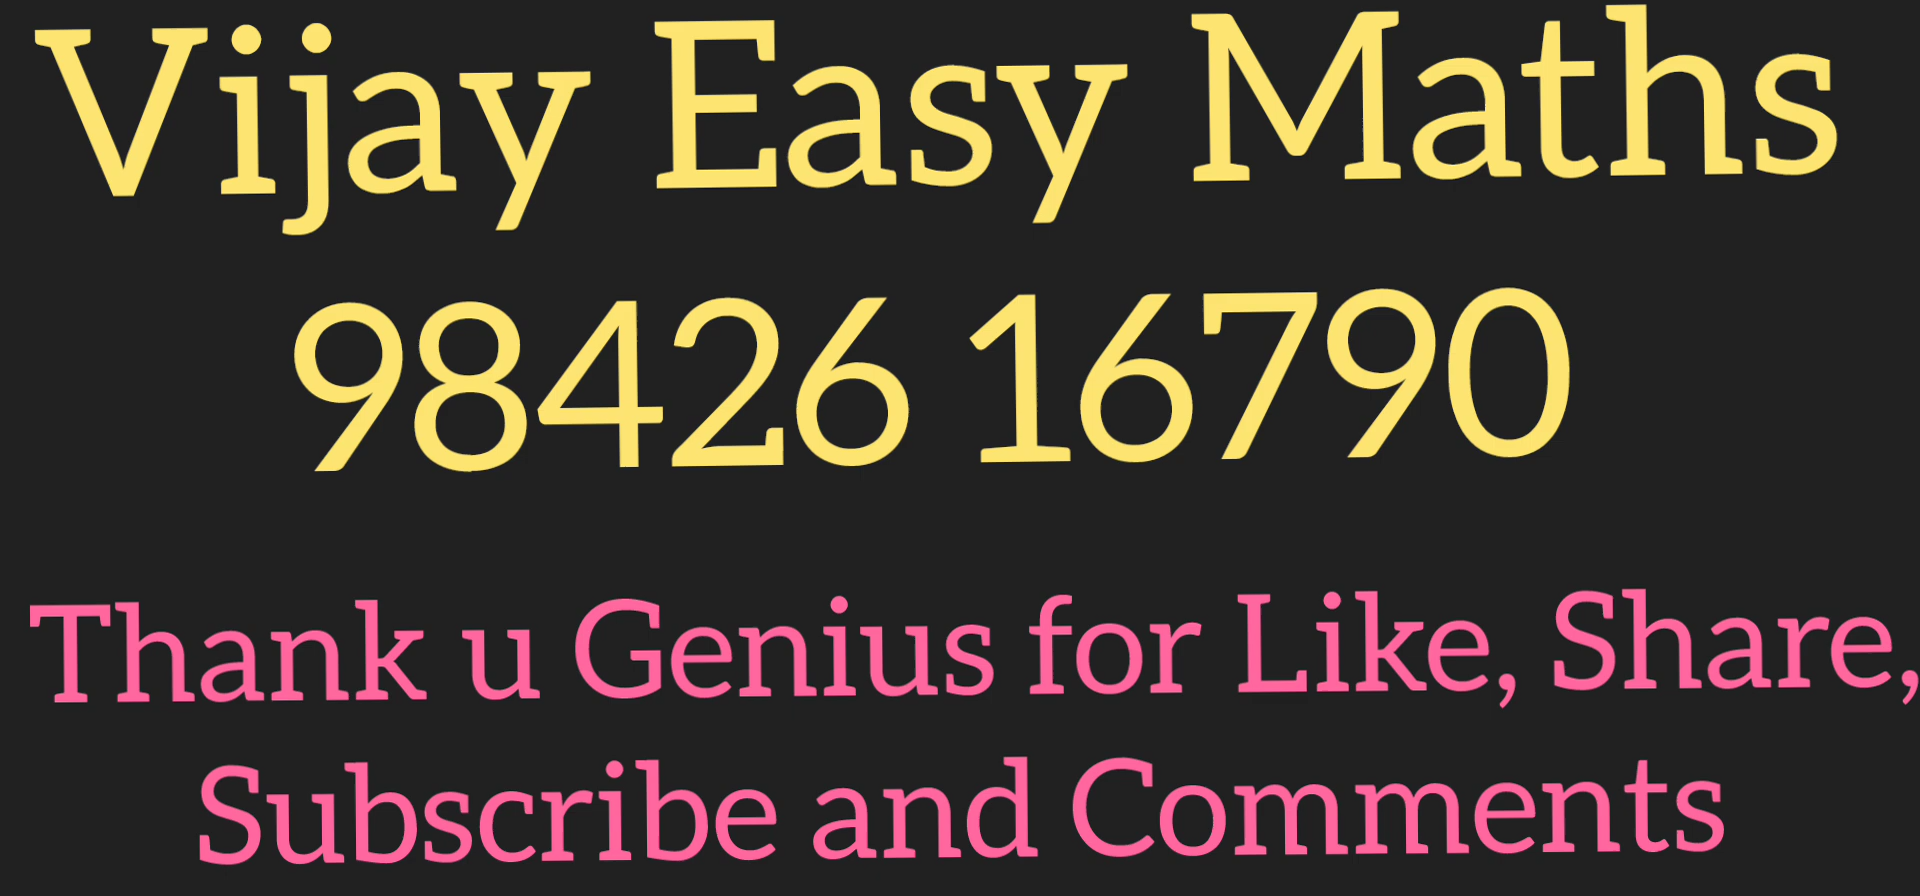 Vijay Easy Maths
98426 16790
Thank u Genius for Like, Share,
Subscribe and Comments